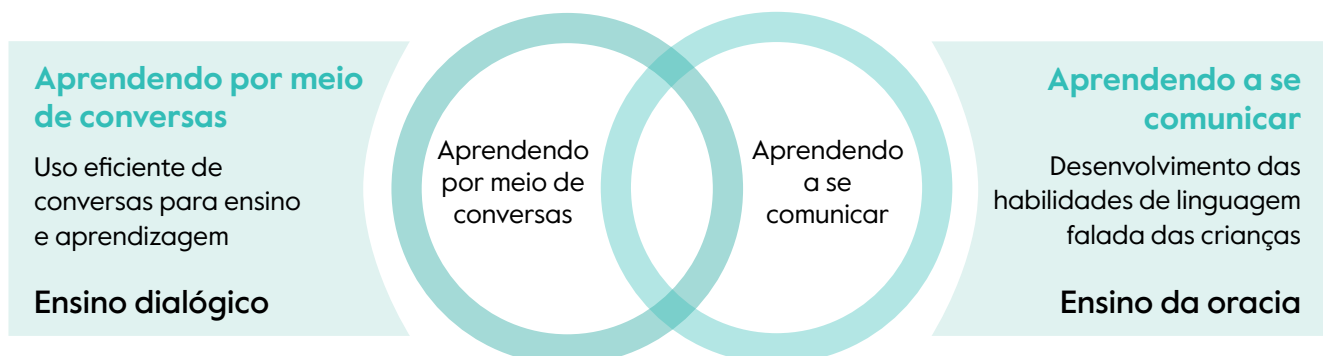 Aprendendo por meio
de conversas
Uso eficiente de
conversas para ensino
e aprendizagem
Ensino dialógico
Aprendendo
por meio de
conversas
Aprendendo
a se
comunicar
Aprendendo a se
comunicar
Desenvolvimento das
habilidades de linguagem
falada das crianças
Ensino da oracia